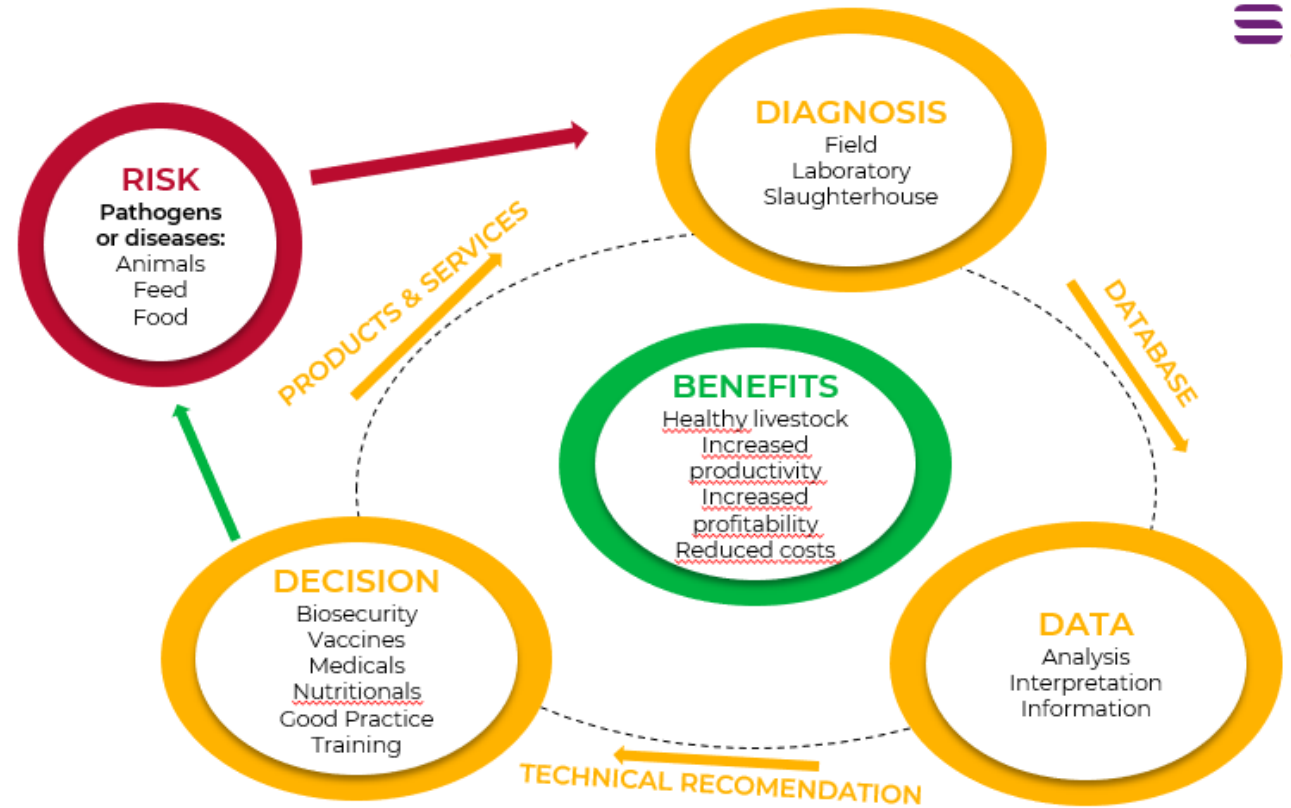 RISK
Pathogens
or diseases:
Animals
Feed
Food
DIAGNOSIS
Field
Laboratory
Slaughterhouse
PRODUCTS & SERVICES
DATABASE
BENEFITS
Healthy livestock
Increased
productivity
Increased
profitability
Reduced costs
DECISION
Biosecurity
Vaccines
Medicals
Nutritionals
Good Practice
Training
DATA
Analysis
Interpretation
Information
TECHNICAL RECOMENDATION